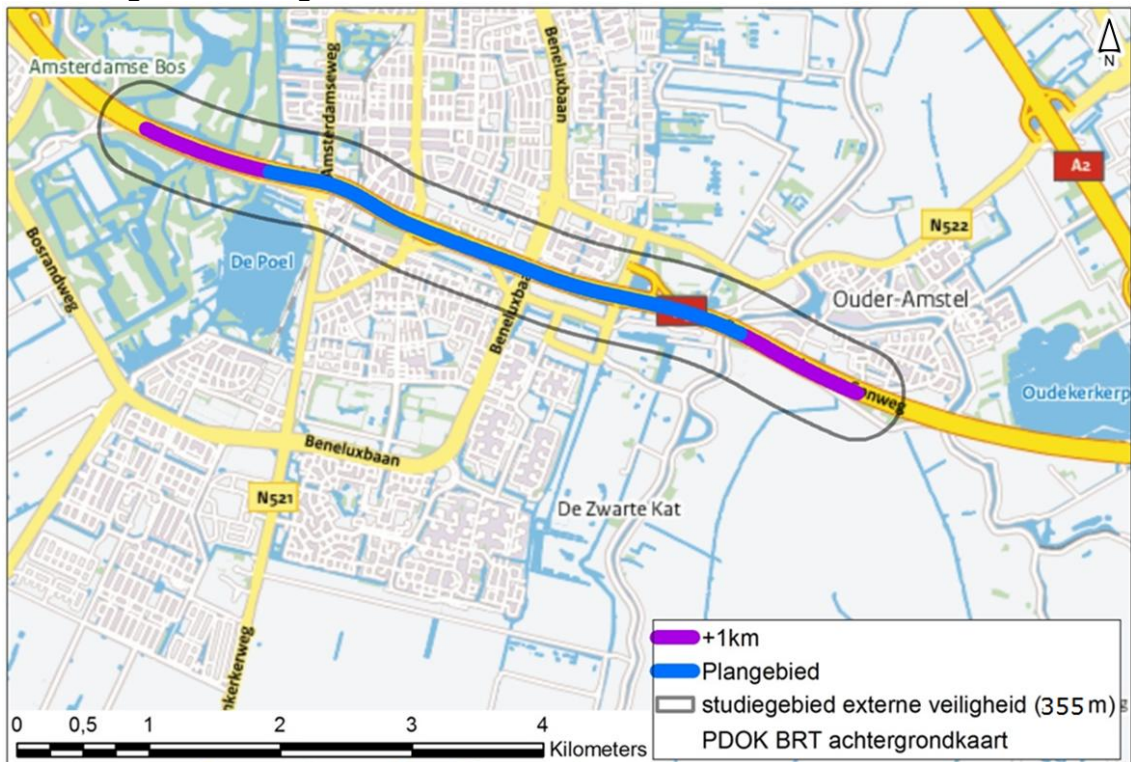 N
Amsterdamse Bos
Amsterdamseweg
Beneluxbaan
A2
N522
Bosrandweg
De Poel
Ouder-Amstel
Beneluxbaan
Oudekerkerp
Beneluxbaan
N521
De Zwarte Kat
nkerkerweg
+1km
Plangebied
studiegebied externe veiligheid (355 m)
PDOK BRT achtergrondkaart
0 0,5 1 2 3 4
Kilometers